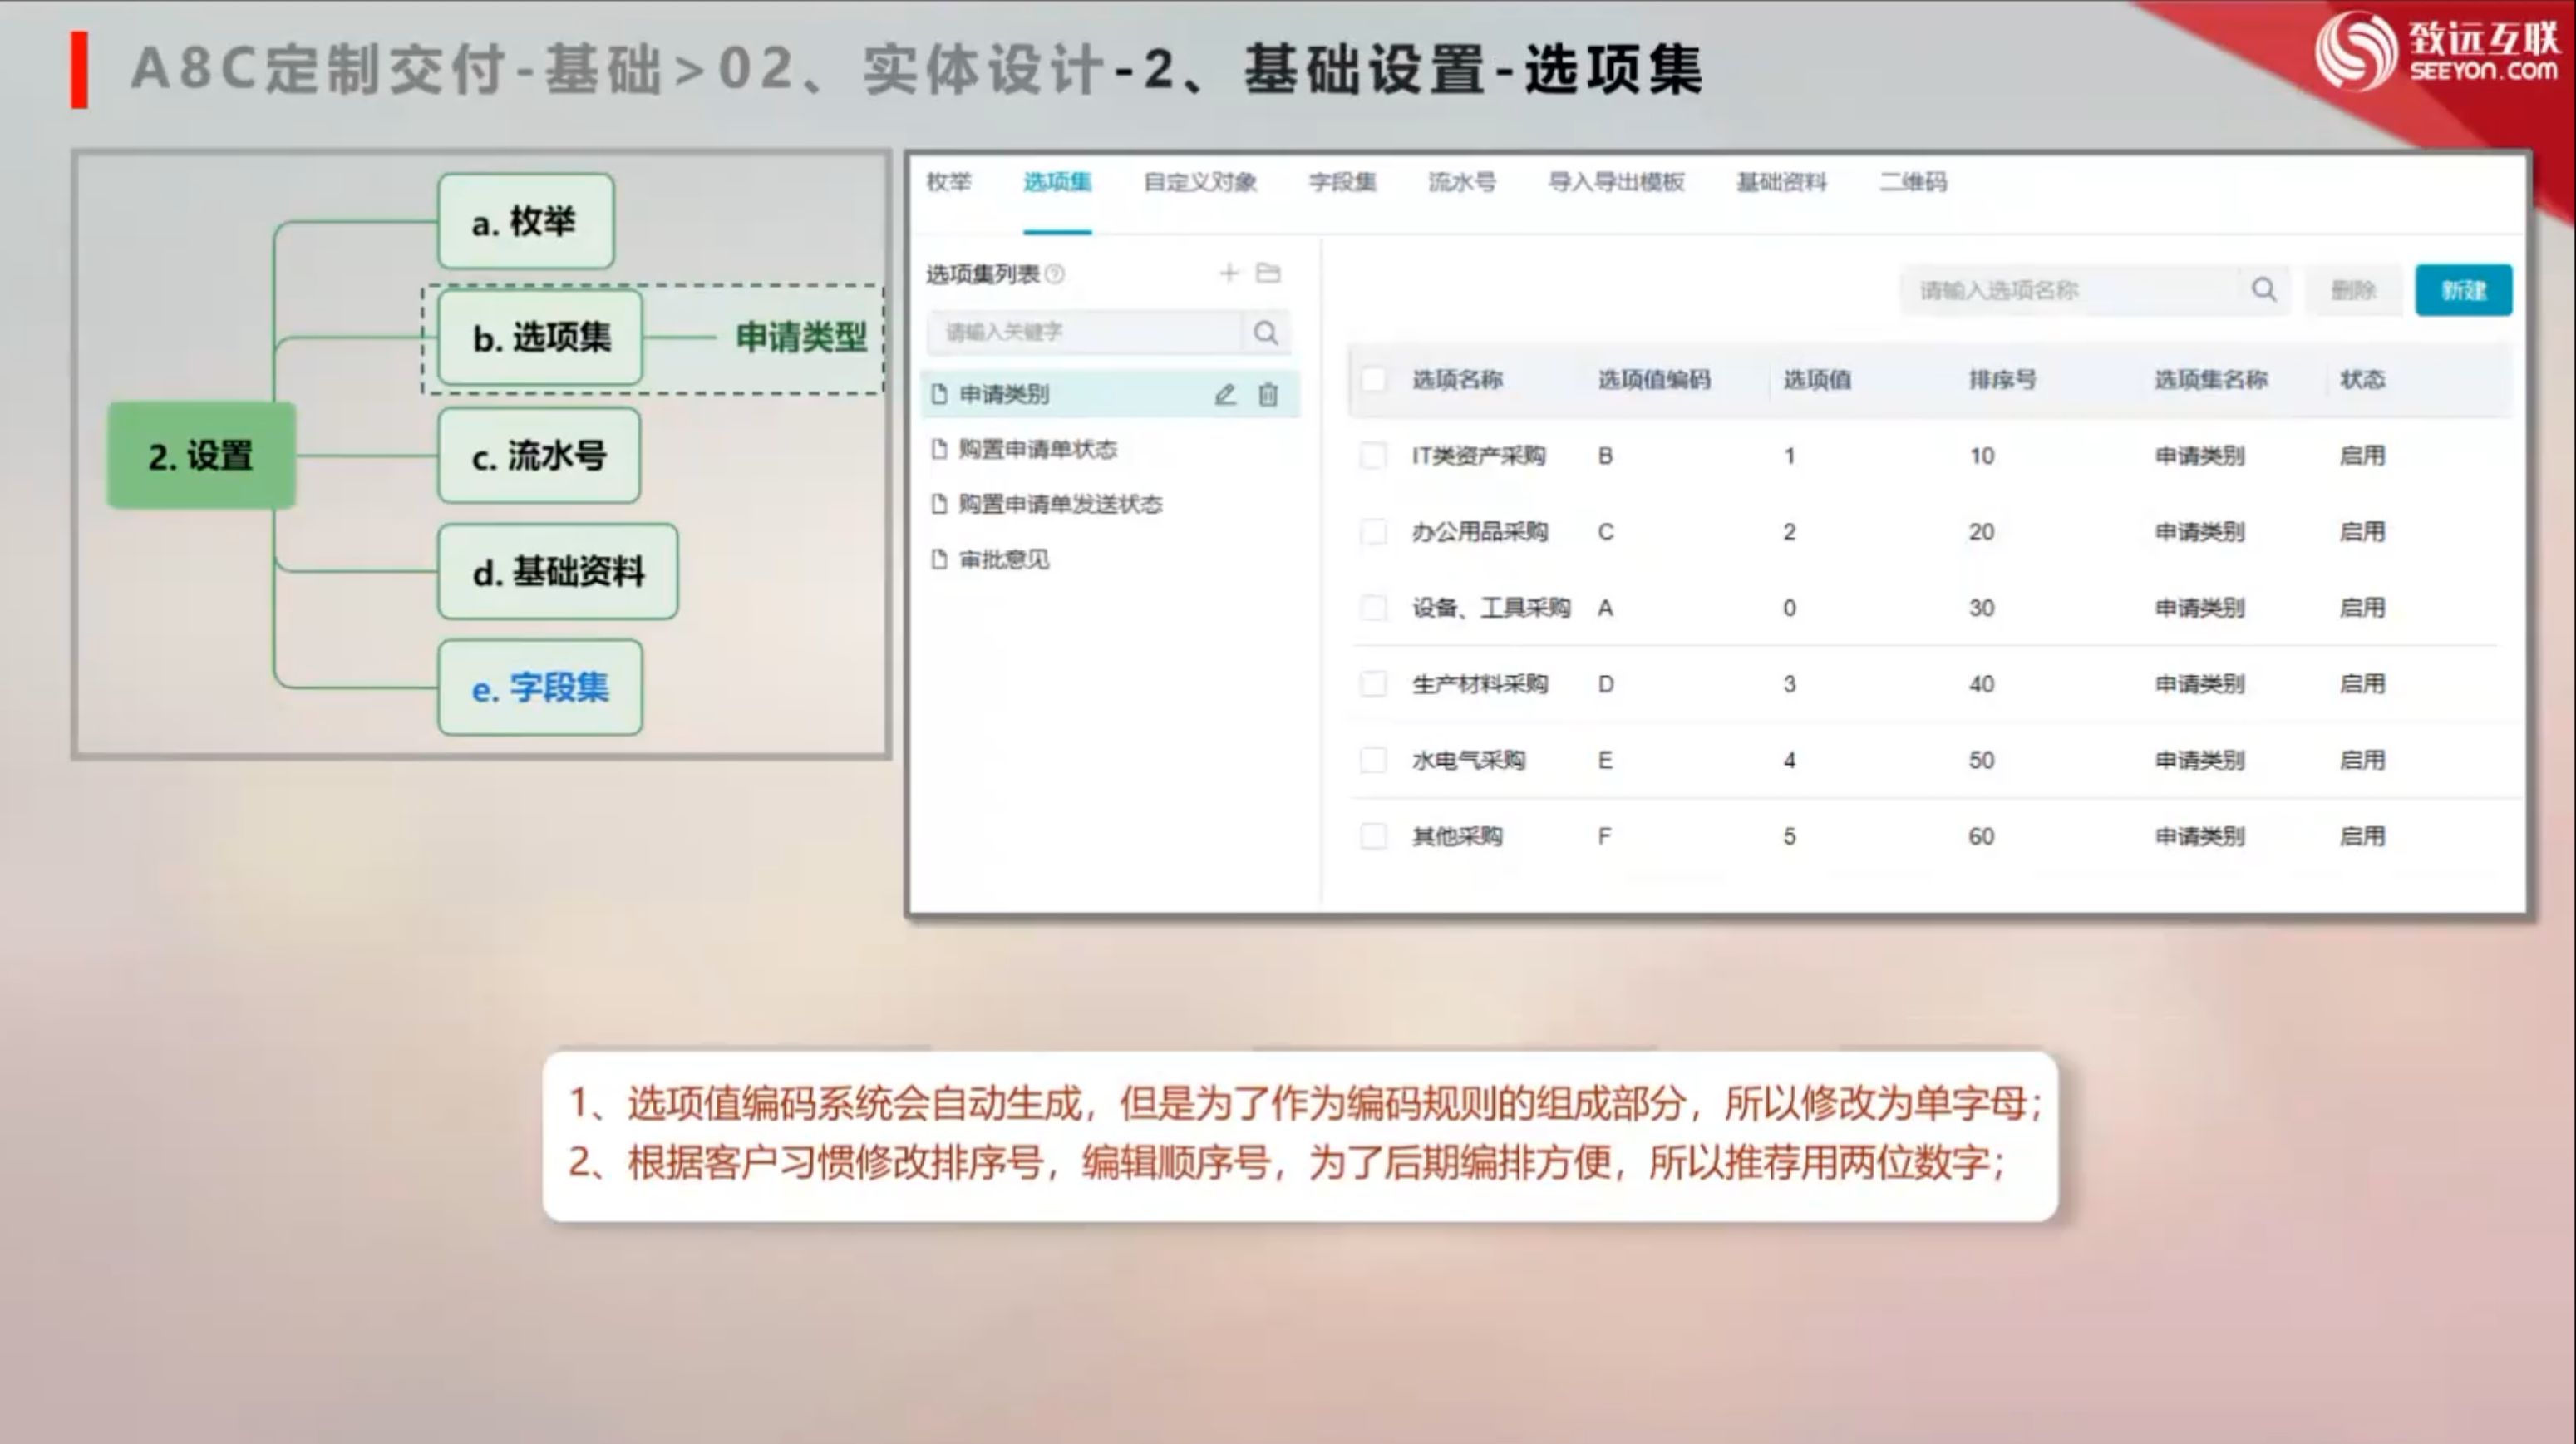 A8C定制交付-基础>02、实体设计-2、基础设置-选项集
致远互联
SEEYON.COM
2. 设置
a. 枚举
b. 选项集
申请类型
c. 流水号
d. 基础资料
e. 字段集
枚举 选项集 自定义对象 字段集 流水号 导入导出模板 基础资料 二维码
选项集列表
请输入关键字
申请类别
购置申请单状态
购置申请单发送状态
审批意见
请输入选项名称 删除 新建
选项名称 选项值编码 选项值 排序号 选项集名称 状态
IT类资产采购 B 1 10 申请类别 启用
办公用品采购 C 2 20 申请类别 启用
设备、工具采购 A 0 30 申请类别 启用
生产材料采购 D 3 40 申请类别 启用
水电气采购 E 4 50 申请类别 启用
其他采购 F 5 60 申请类别 启用
1、选项值编码系统会自动生成，但是为了作为编码规则的组成部分，所以修改为单字母；
2、根据客户习惯修改排序号，编辑顺序号，为了后期编排方便，所以推荐用两位数字；